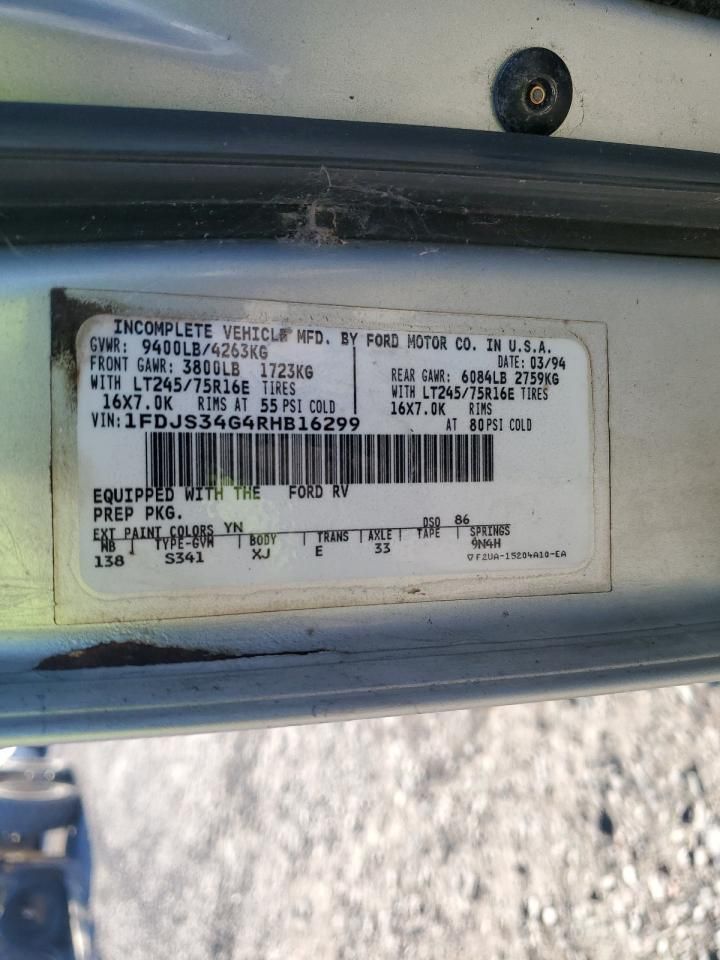 INCOMPLETE VEHICLE MFD. BY FORD MOTOR CO. IN U.S.A.
GVWR: 9400LB/4263KG DATE: 03/94
FRONT GAWR: 3800LB 1723KG REAR GAWR: 6084LB 2759KG
WITH LT245/75R16E TIRES WITH LT245/75R16E TIRES
16X7.0K RIMS AT 55 PSI COLD 16X7.0K RIMS
VIN: 1FDJS34G4RHB16299 AT 80 PSI COLD
EQUIPPED WITH THE FORD RV
PREP PKG.
EXT PAINT COLORS YN DSO 86
WB TYPE-GVM BODY TRANS AXLE TAPE SPRINGS
138 S341 XJ E 33 9N4H
F2UA-15204A10-EA